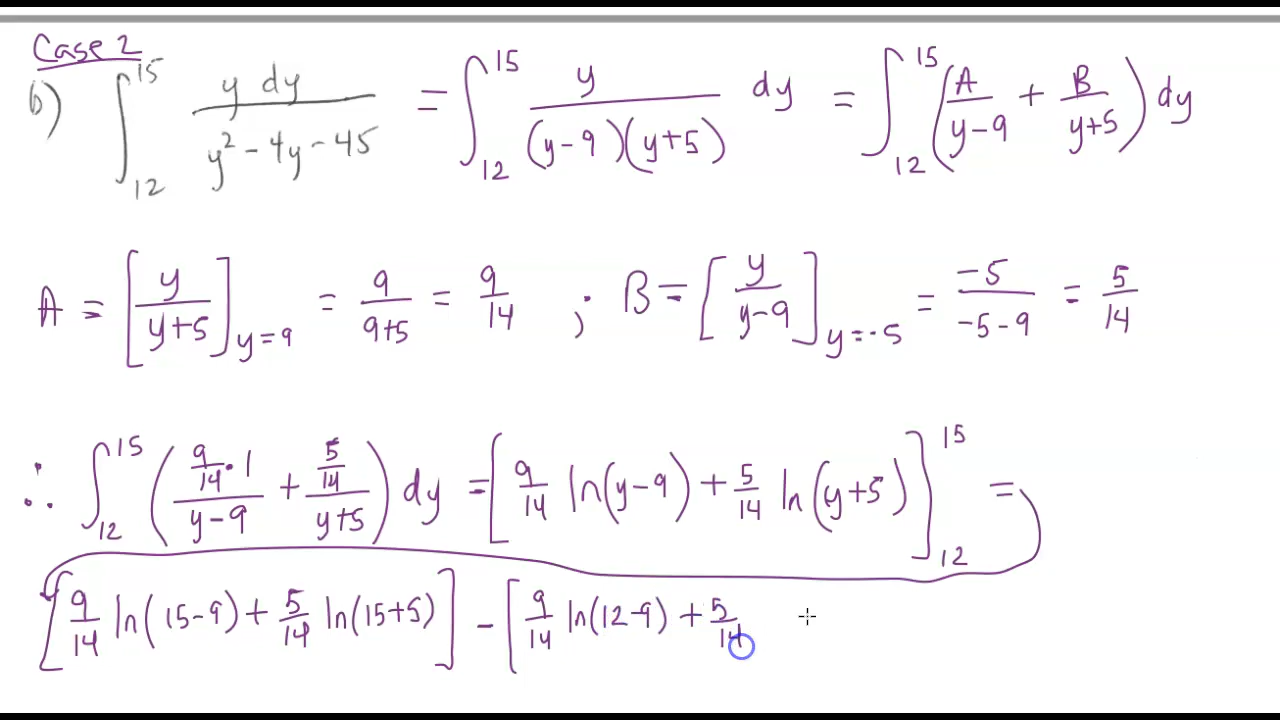 Case 2
b) ∫₁₂¹⁵ y dy / (y² - 4y - 45) = ∫₁₂¹⁵ y / ((y-9)(y+5)) dy = ∫₁₂¹⁵ (A/(y-9) + B/(y+5)) dy
A = [y/(y+5)]_{y=9} = 9/(9+5) = 9/14 ; B = [y/(y-9)]_{y=-5} = -5/(-5-9) = 5/14
∴ ∫₁₂¹⁵ ((9/14 · 1)/(y-9) + (5/14)/(y+5)) dy = [9/14 ln(y-9) + 5/14 ln(y+5)]₁₂¹⁵ =
[9/14 ln(15-9) + 5/14 ln(15+5)] - [9/14 ln(12-9) + 5/14